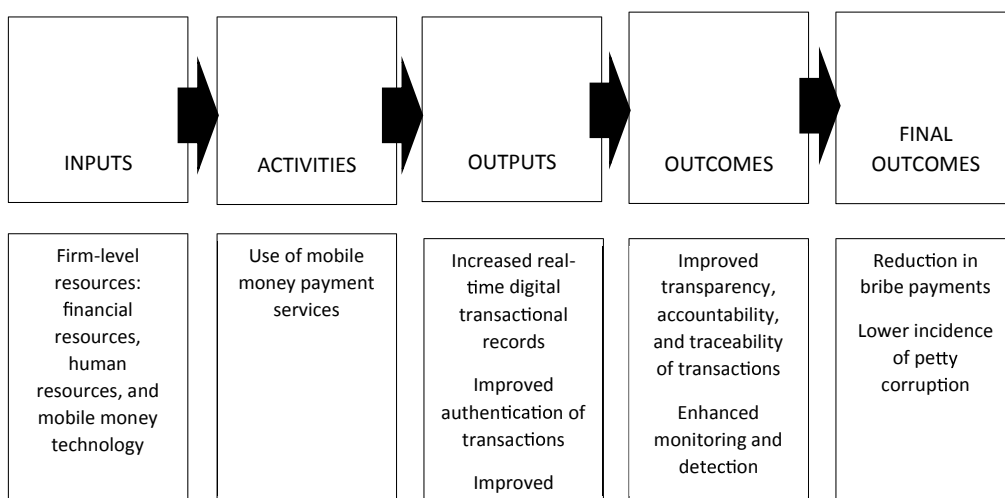 INPUTS
ACTIVITIES
OUTPUTS
OUTCOMES
FINAL
OUTCOMES
Firm-level
resources:
financial
resources,
human
resources, and
mobile money
technology
Use of mobile
money payment
services
Increased real-
time digital
transactional
records
Improved
authentication of
transactions
Improved
Improved
transparency,
accountability,
and traceability
of transactions
Enhanced
monitoring and
detection
Reduction in
bribe payments
Lower incidence
of petty
corruption